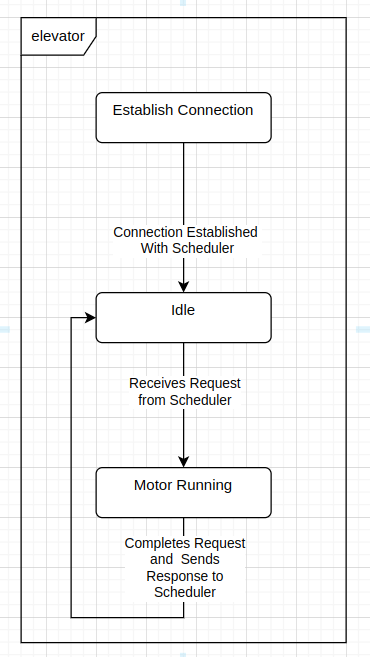 elevator
Establish Connection
Connection Established
With Scheduler
Idle
Receives Request
from Scheduler
Motor Running
Completes Request
and  Sends
Response to
Scheduler